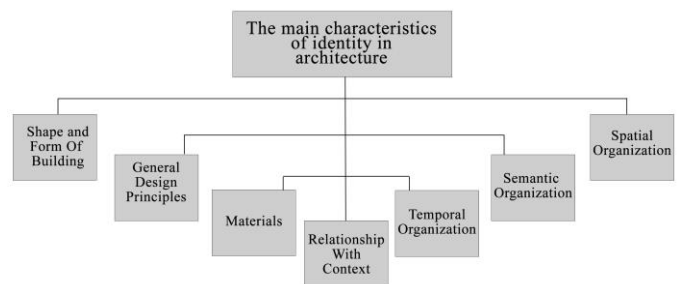 The main characteristics
of identity in
architecture
Shape and
Form Of
Building
General
Design
Principles
Materials
Relationship
With
Context
Temporal
Organization
Semantic
Organization
Spatial
Organization